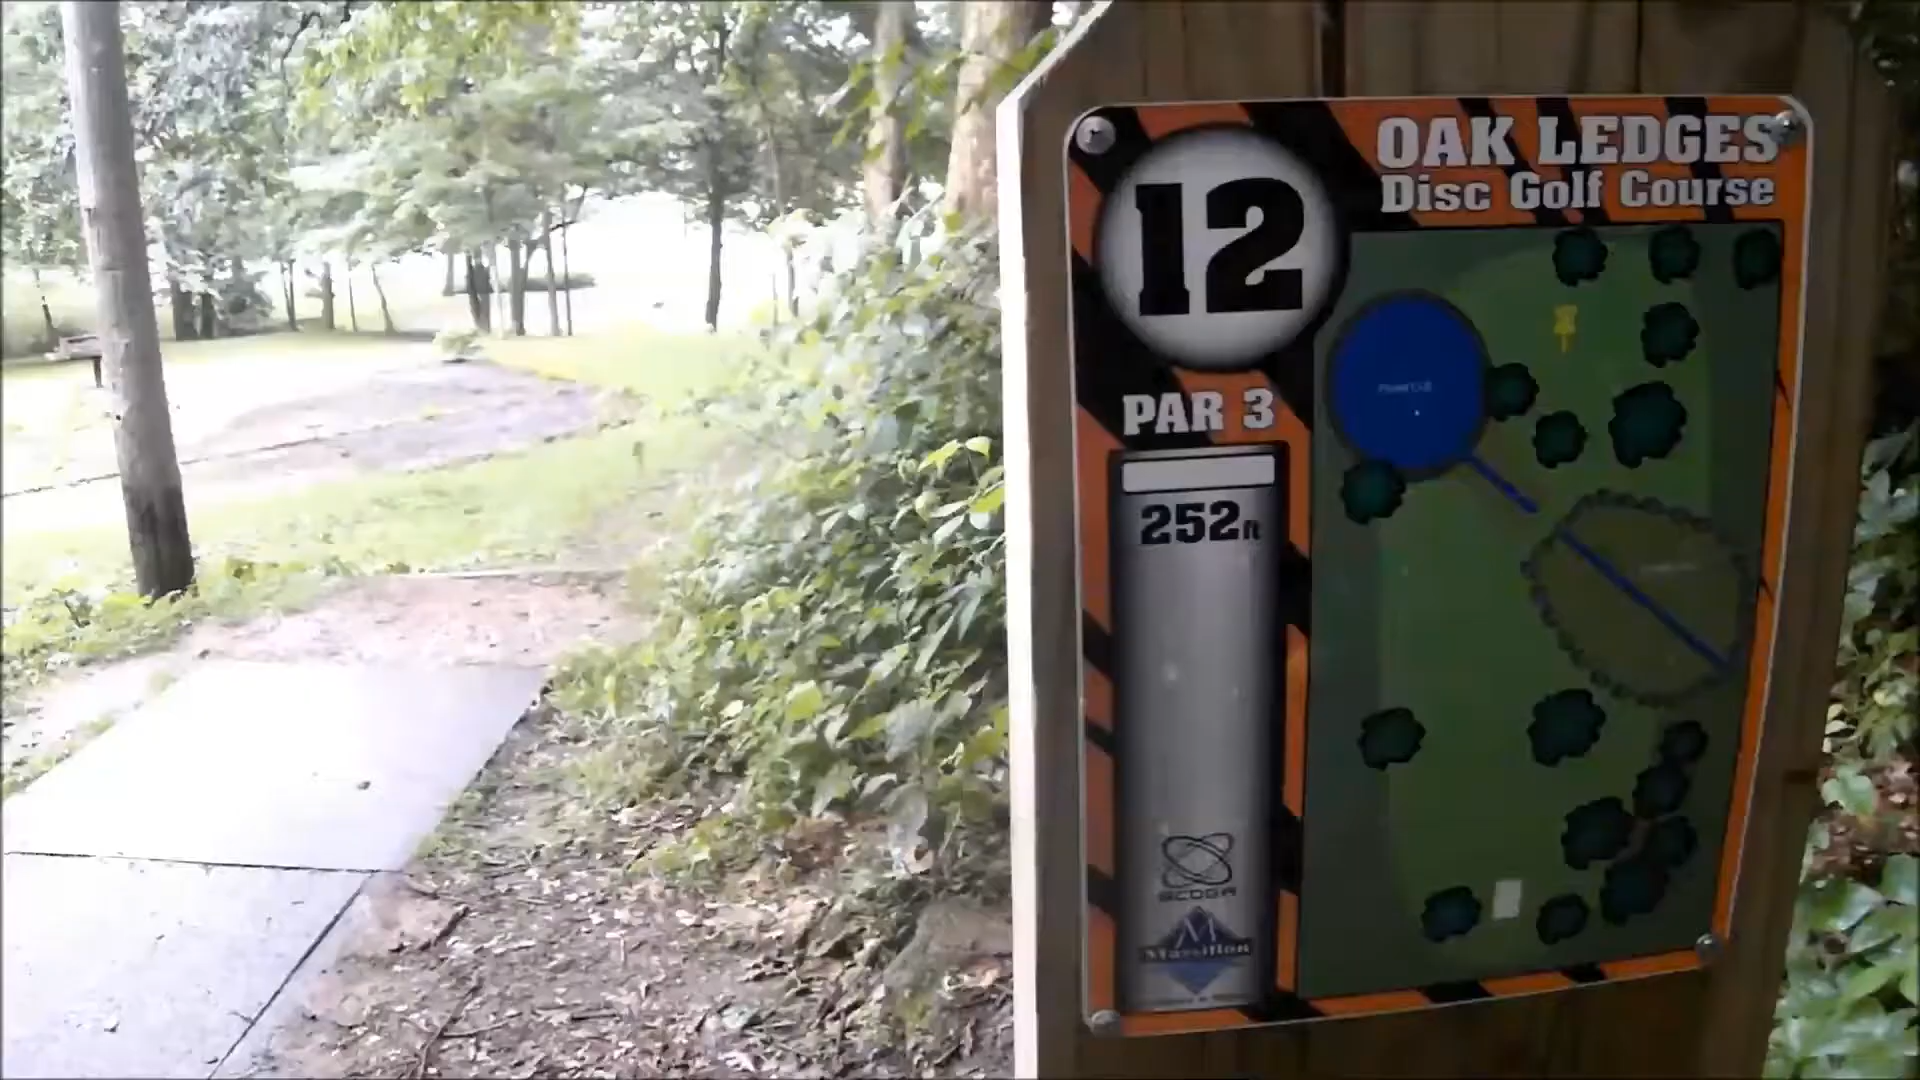 OAK LEDGES
Disc Golf Course
12
PAR 3
252ft
SCDGA
M
Massillon